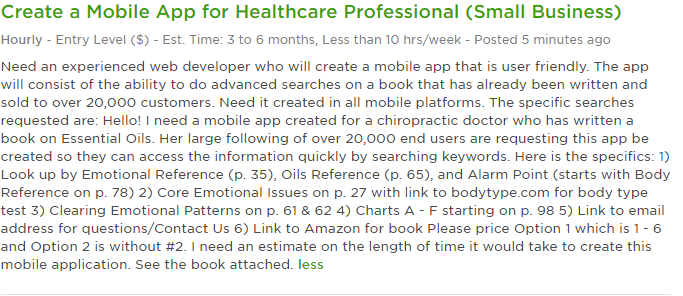 Create a Mobile App for Healthcare Professional (Small Business)
Hourly - Entry Level ($) - Est. Time: 3 to 6 months, Less than 10 hrs/week - Posted 5 minutes ago
Need an experienced web developer who will create a mobile app that is user friendly. The app
will consist of the ability to do advanced searches on a book that has already been written and
sold to over 20,000 customers. Need it created in all mobile platforms. The specific searches
requested are: Hello! I need a mobile app created for a chiropractic doctor who has written a
book on Essential Oils. Her large following of over 20,000 end users are requesting this app be
created so they can access the information quickly by searching keywords. Here is the specifics: 1)
Look up by Emotional Reference (p. 35), Oils Reference (p. 65), and Alarm Point (starts with Body
Reference on p. 78) 2) Core Emotional Issues on p. 27 with link to bodytype.com for body type
test 3) Clearing Emotional Patterns on p. 61 & 62 4) Charts A - F starting on p. 98 5) Link to email
address for questions/Contact Us 6) Link to Amazon for book Please price Option 1 which is 1 - 6
and Option 2 is without #2. I need an estimate on the length of time it would take to create this
mobile application. See the book attached. less